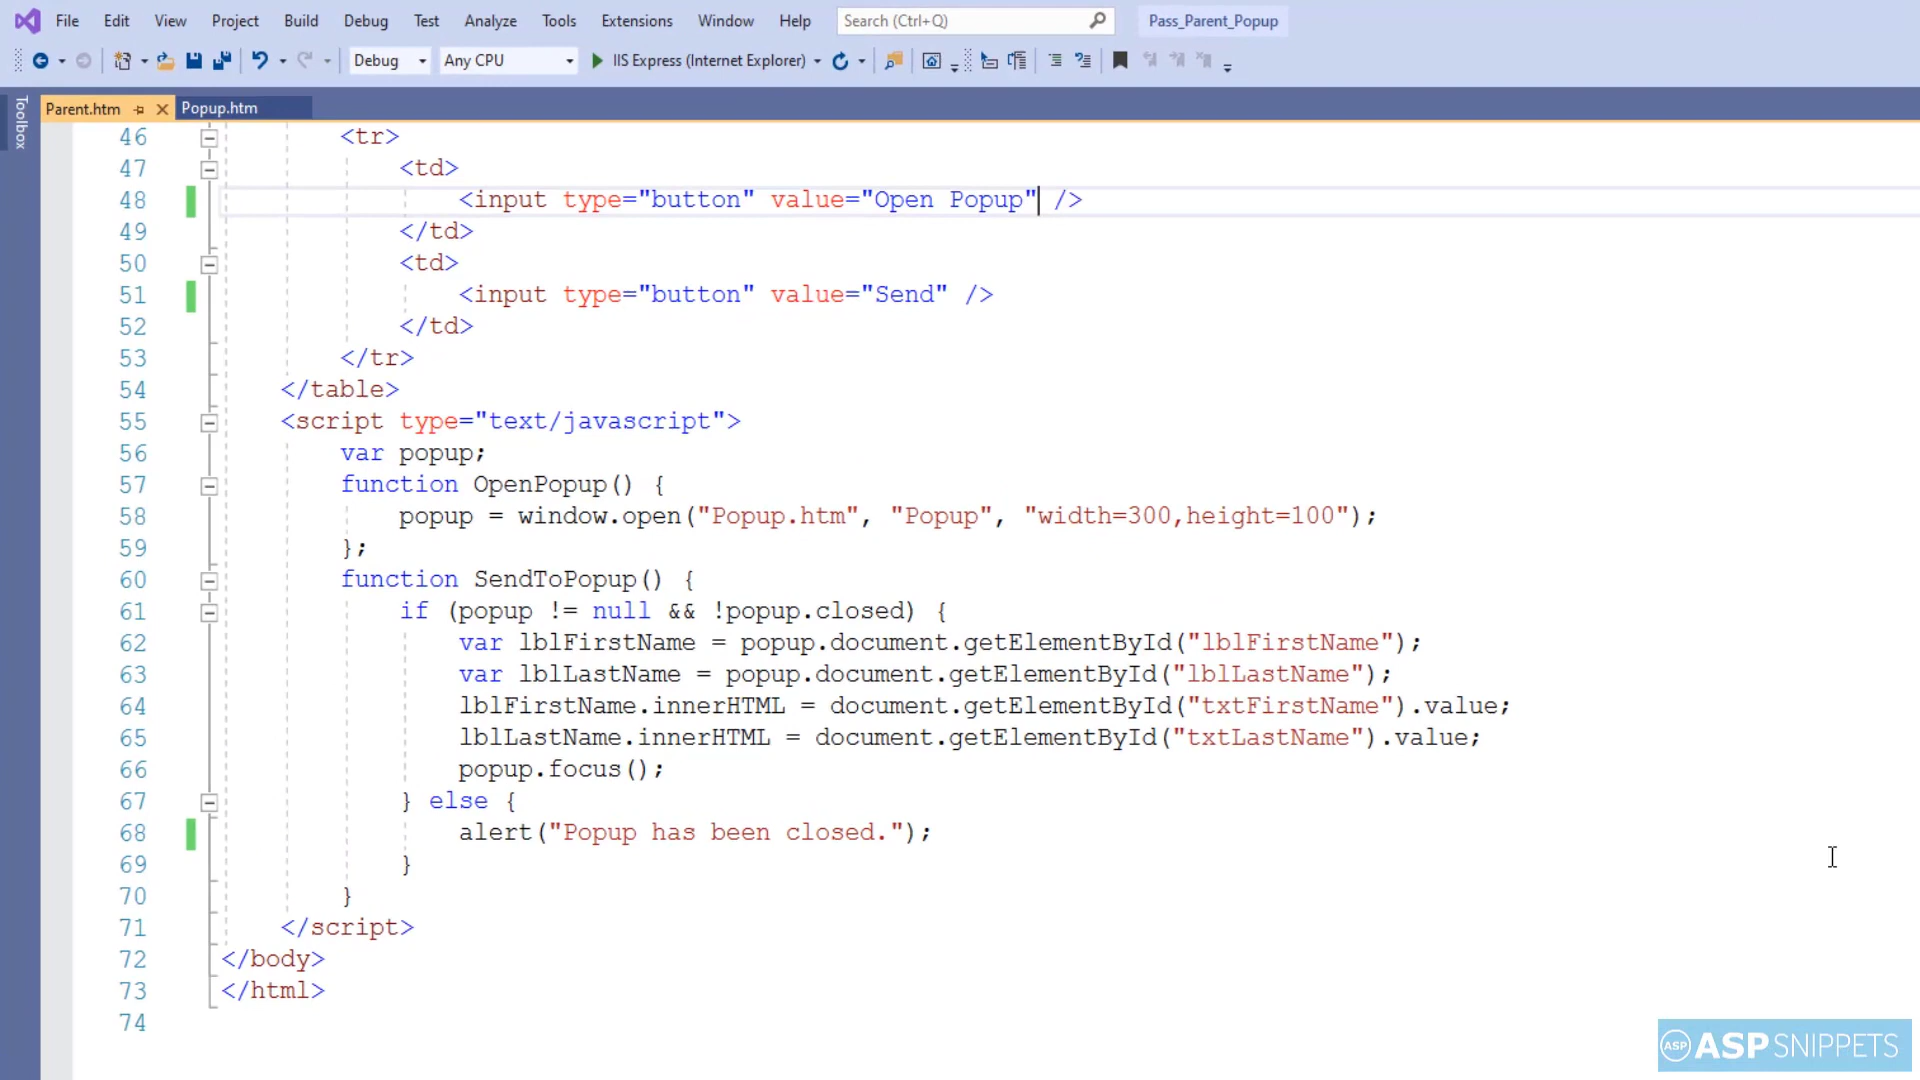 File Edit View Project Build Debug Test Analyze Tools Extensions Window Help Search (Ctrl+Q) Pass_Parent_Popup
Debug Any CPU IIS Express (Internet Explorer)
Toolbox
Parent.htm Popup.htm
46 <tr>
47 <td>
48 <input type="button" value="Open Popup" />
49 </td>
50 <td>
51 <input type="button" value="Send" />
52 </td>
53 </tr>
54 </table>
55 <script type="text/javascript">
56 var popup;
57 function OpenPopup() {
58 popup = window.open("Popup.htm", "Popup", "width=300,height=100");
59 };
60 function SendToPopup() {
61 if (popup != null && !popup.closed) {
62 var lblFirstName = popup.document.getElementById("lblFirstName");
63 var lblLastName = popup.document.getElementById("lblLastName");
64 lblFirstName.innerHTML = document.getElementById("txtFirstName").value;
65 lblLastName.innerHTML = document.getElementById("txtLastName").value;
66 popup.focus();
67 } else {
68 alert("Popup has been closed.");
69 }
70 }
71 </script>
72 </body>
73 </html>
74
ASP ASPSNIPPETS